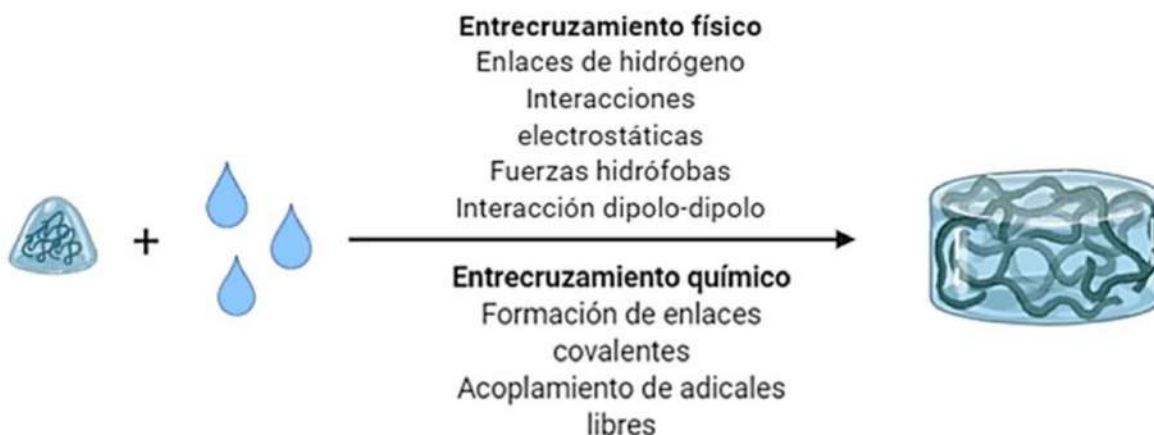 Entrecruzamiento físico
Enlaces de hidrógeno
Interacciones
electrostáticas
Fuerzas hidrófobas
Interacción dipolo-dipolo
+
Entrecruzamiento químico
Formación de enlaces
covalentes
Acoplamiento de adicales
libres